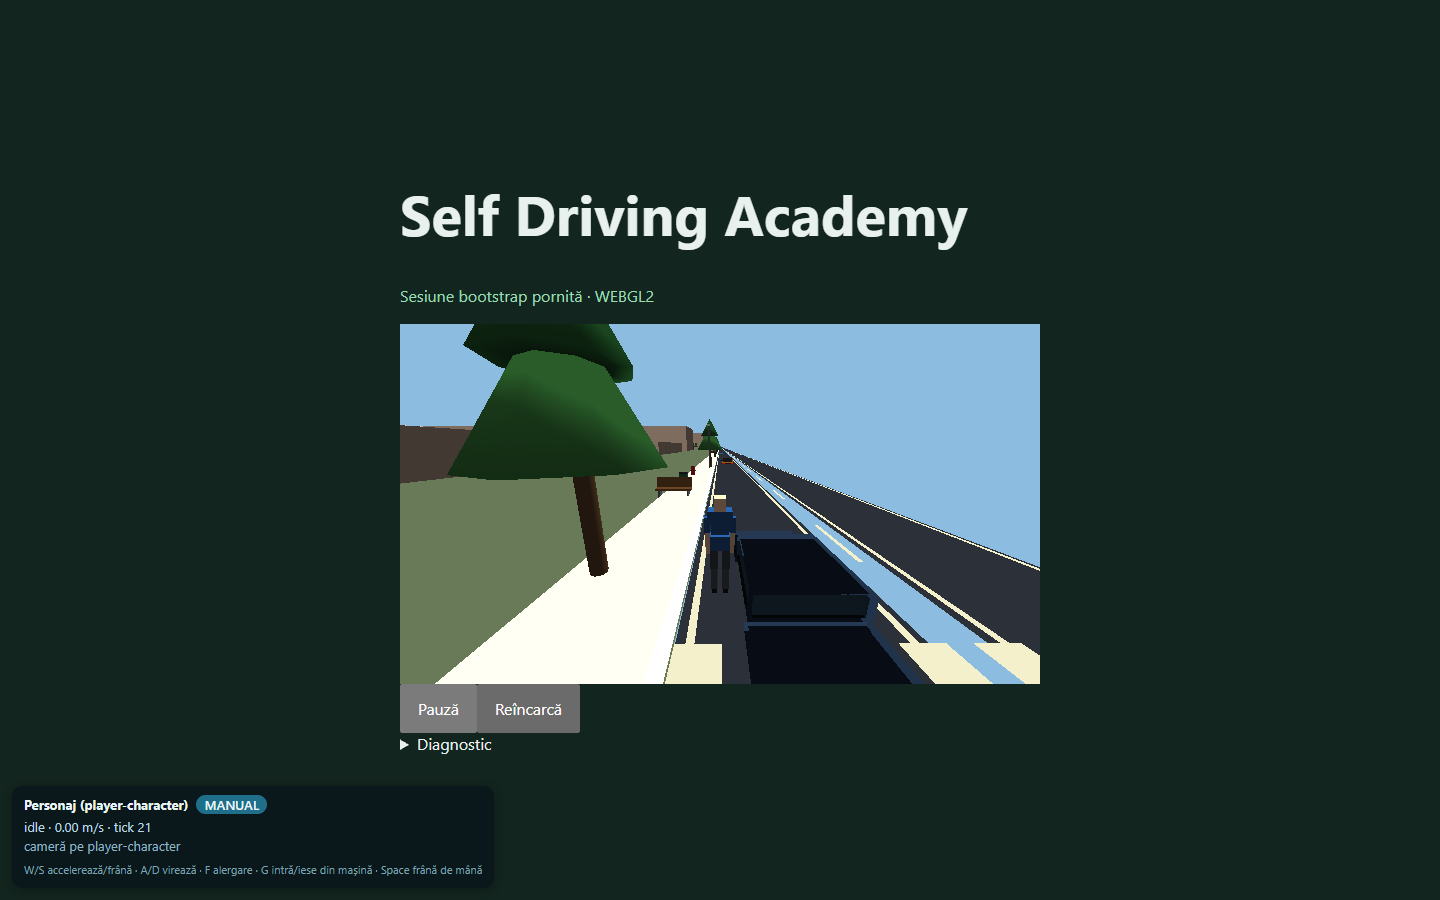 Self Driving Academy
Sesiune bootstrap pornită · WEBGL2
Pauză
Reîncarcă
Diagnostic
Personaj (player-character) MANUAL
idle · 0.00 m/s · tick 21
cameră pe player-character
W/S accelerează/frână · A/D virează · F alergare · G intră/iese din mașină · Space frână de mână